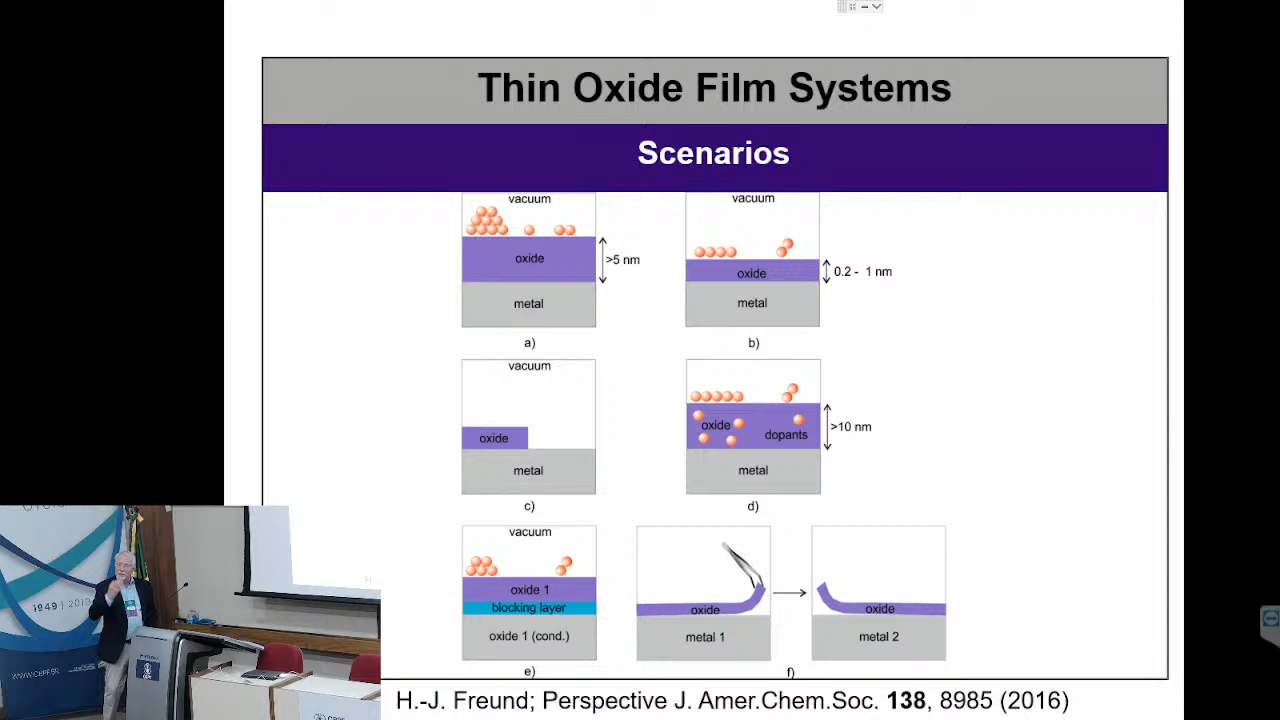 Thin Oxide Film Systems
Scenarios
vacuum
oxide
>5 nm
metal
a)
vacuum
oxide
0.2 - 1 nm
metal
b)
vacuum
oxide
metal
c)
oxide
dopants
>10 nm
metal
d)
vacuum
oxide 1
blocking layer
oxide 1 (cond.)
e)
oxide
metal 1
oxide
metal 2
f)
H.-J. Freund; Perspective J. Amer.Chem.Soc. 138, 8985 (2016)